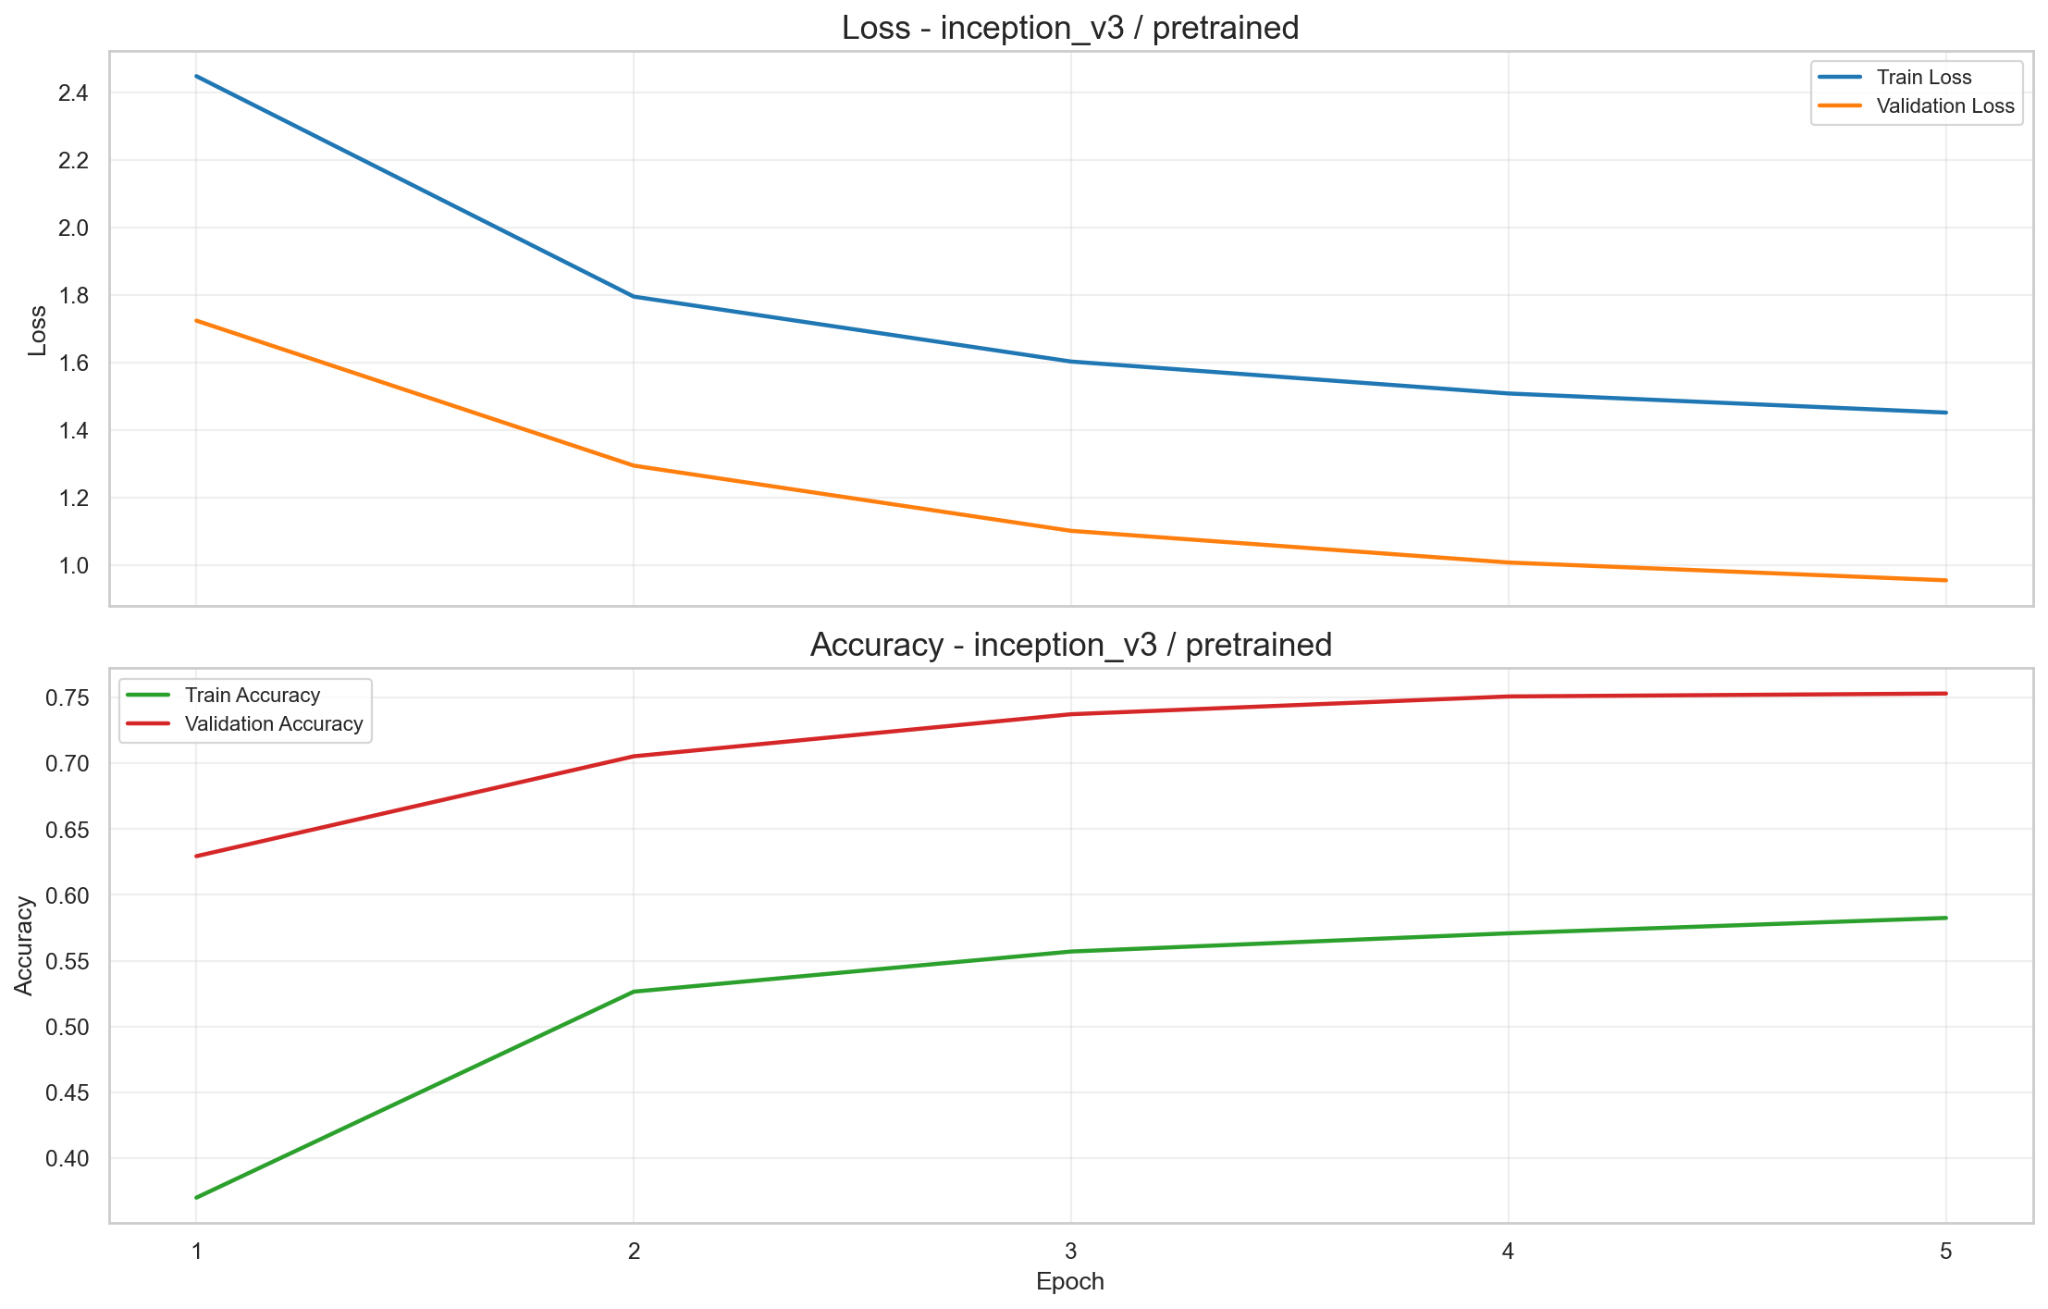 Loss - inception_v3 / pretrained
Train Loss
Validation Loss
2.4
2.2
2.0
1.8
1.6
1.4
1.2
1.0
Loss
Accuracy - inception_v3 / pretrained
Train Accuracy
Validation Accuracy
0.75
0.70
0.65
0.60
0.55
0.50
0.45
0.40
Accuracy
1 2 3 4 5
Epoch